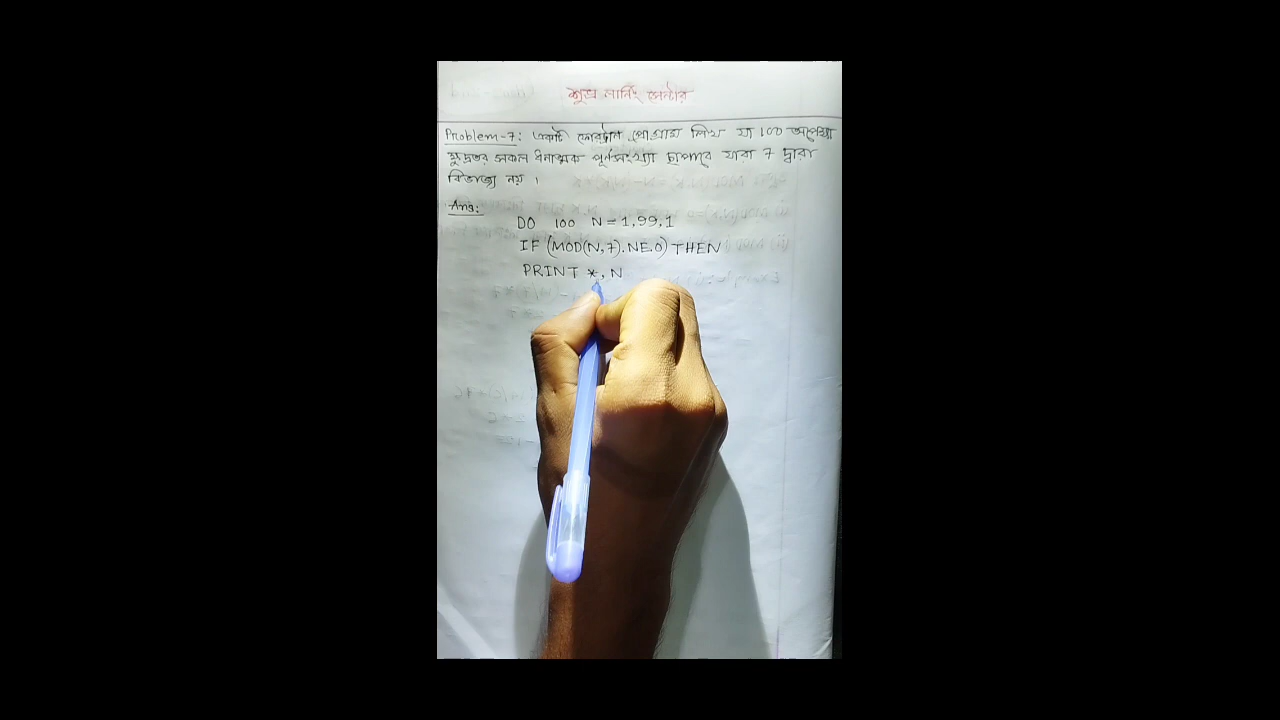 শুভ্র লার্নিং সেন্টার
Problem-7: একটি ফোরট্রান প্রোগ্রাম লিখ যা 100 অপেক্ষা
ক্ষুদ্রতর সকল ধনাত্মক পূর্ণসংখ্যা ছাপাবে যারা 7 দ্বারা
বিভাজ্য নয় ।
Ans:
DO 100 N = 1,99,1
IF (MOD(N,7).NE.0) THEN
PRINT *, N